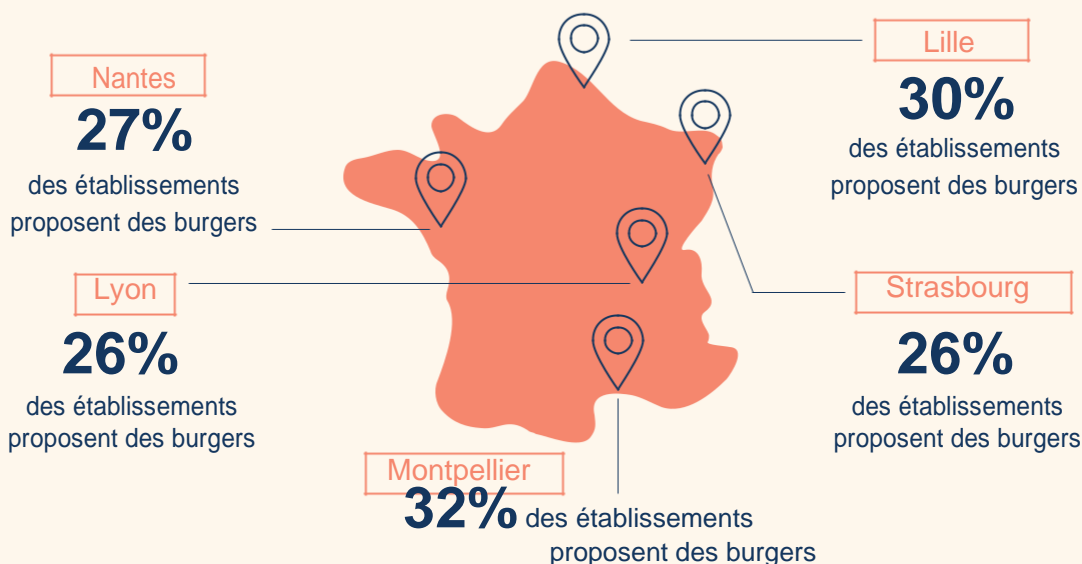 Nantes
27%
des établissements
proposent des burgers
Lille
30%
des établissements
proposent des burgers
Lyon
26%
des établissements
proposent des burgers
Strasbourg
26%
des établissements
proposent des burgers
Montpellier
32% des établissements
proposent des burgers